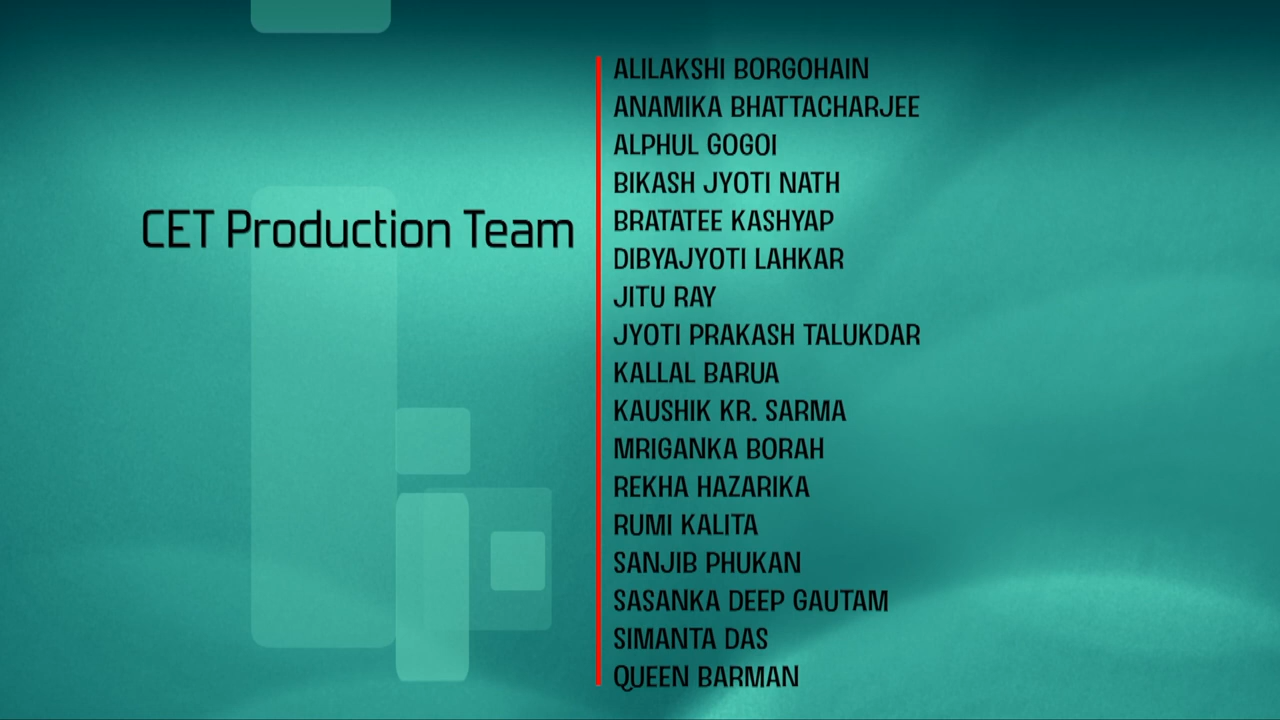 CET Production Team
ALILAKSHI BORGOHAIN
ANAMIKA BHATTACHARJEE
ALPHUL GOGOI
BIKASH JYOTI NATH
BRATATEE KASHYAP
DIBYAJYOTI LAHKAR
JITU RAY
JYOTI PRAKASH TALUKDAR
KALLAL BARUA
KAUSHIK KR. SARMA
MRIGANKA BORAH
REKHA HAZARIKA
RUMI KALITA
SANJIB PHUKAN
SASANKA DEEP GAUTAM
SIMANTA DAS
QUEEN BARMAN